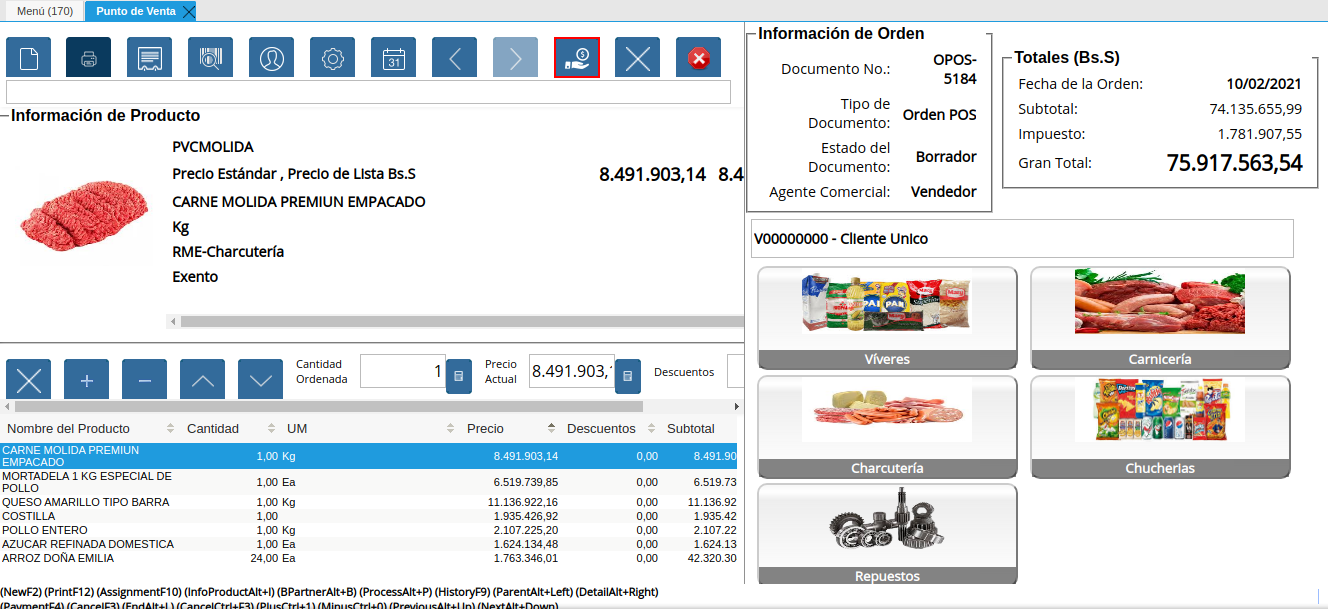 Menú (170)
Punto de Venta
31
Información de Producto
PVCMOLIDA
Precio Estándar , Precio de Lista Bs.S 8.491.903,14 8.4
CARNE MOLIDA PREMIUN EMPACADO
Kg
RME-Charcutería
Exento
Cantidad Ordenada 1
Precio Actual 8.491.903,
Descuentos
Nombre del Producto Cantidad UM Precio Descuentos Subtotal
CARNE MOLIDA PREMIUN
EMPACADO 1,00 Kg 8.491.903,14 0,00 8.491.90
MORTADELA 1 KG ESPECIAL DE
POLLO 1,00 Ea 6.519.739,85 0,00 6.519.73
QUESO AMARILLO TIPO BARRA 1,00 Kg 11.136.922,16 0,00 11.136.92
COSTILLA 1,00 1.935.426,92 0,00 1.935.42
POLLO ENTERO 1,00 Kg 2.107.225,20 0,00 2.107.22
AZUCAR REFINADA DOMESTICA 1,00 Ea 1.624.134,48 0,00 1.624.13
ARROZ DOÑA EMILIA 24,00 Ea 1.763.346,01 0,00 42.320.30
(NewF2) (PrintF12) (AssignmentF10) (InfoProductAlt+I) (BPartnerAlt+B) (ProcessAlt+P) (HistoryF9) (ParentAlt+Left) (DetailAlt+Right)
(PaymentF4) (CancelF3) (EndAlt+L) (CancelCtrl+F3) (PlusCtrl+1) (MinusCtrl+0) (PreviousAlt+Up) (NextAlt+Down)
Información de Orden
Documento No.: OPOS-
5184
Tipo de
Documento: Orden POS
Estado del
Documento: Borrador
Agente Comercial: Vendedor
Totales (Bs.S)
Fecha de la Orden: 10/02/2021
Subtotal: 74.135.655,99
Impuesto: 1.781.907,55
Gran Total: 75.917.563,54
V00000000 - Cliente Unico
PAN
PAN
Mary
Víveres
Carnicería
Charcutería
Chucherias
Repuestos